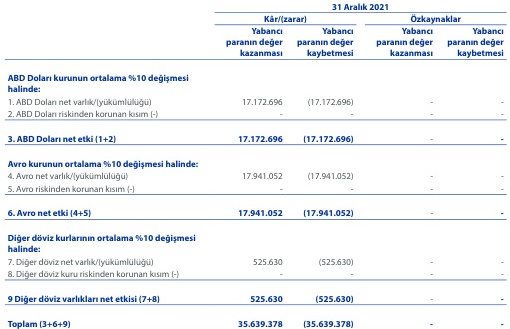 31 Aralık 2021
Kâr/(zarar) Özkaynaklar
Yabancı Yabancı Yabancı Yabancı
paranın değer paranın değer paranın değer paranın değer
kazanması kaybetmesi kazanması kaybetmesi
ABD Doları kurunun ortalama %10 değişmesi
halinde:
1. ABD Doları net varlık/(yükümlülüğü) 17.172.696 (17.172.696) - -
2. ABD Doları riskinden korunan kısım (-) - - - -
3. ABD Doları net etki (1+2) 17.172.696 (17.172.696) - -
Avro kurunun ortalama %10 değişmesi halinde:
4. Avro net varlık/(yükümlülüğü) 17.941.052 (17.941.052) - -
5. Avro riskinden korunan kısım (-) - - - -
6. Avro net etki (4+5) 17.941.052 (17.941.052) - -
Diğer döviz kurlarının ortalama %10 değişmesi
halinde:
7. Diğer döviz net varlık/(yükümlülüğü) 525.630 (525.630) - -
8. Diğer döviz kuru riskinden korunan kısım (-) - - - -
9 Diğer döviz varlıkları net etkisi (7+8) 525.630 (525.630) - -
Toplam (3+6+9) 35.639.378 (35.639.378) - -